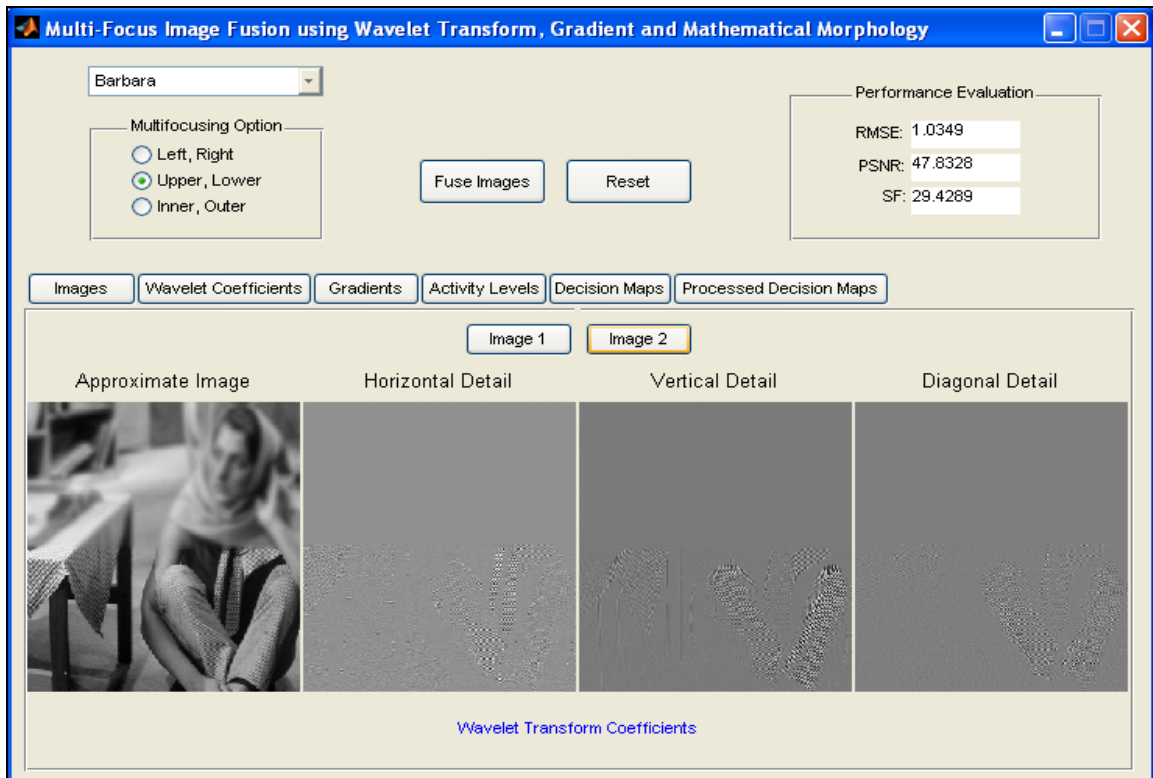 Multi-Focus Image Fusion using Wavelet Transform, Gradient and Mathematical Morphology
Barbara
Multifocusing Option
Left, Right
Upper, Lower
Inner, Outer
Fuse Images
Reset
Performance Evaluation
RMSE: 1.0349
PSNR: 47.8328
SF: 29.4289
Images
Wavelet Coefficients
Gradients
Activity Levels
Decision Maps
Processed Decision Maps
Image 1
Image 2
Approximate Image
Horizontal Detail
Vertical Detail
Diagonal Detail
Wavelet Transform Coefficients